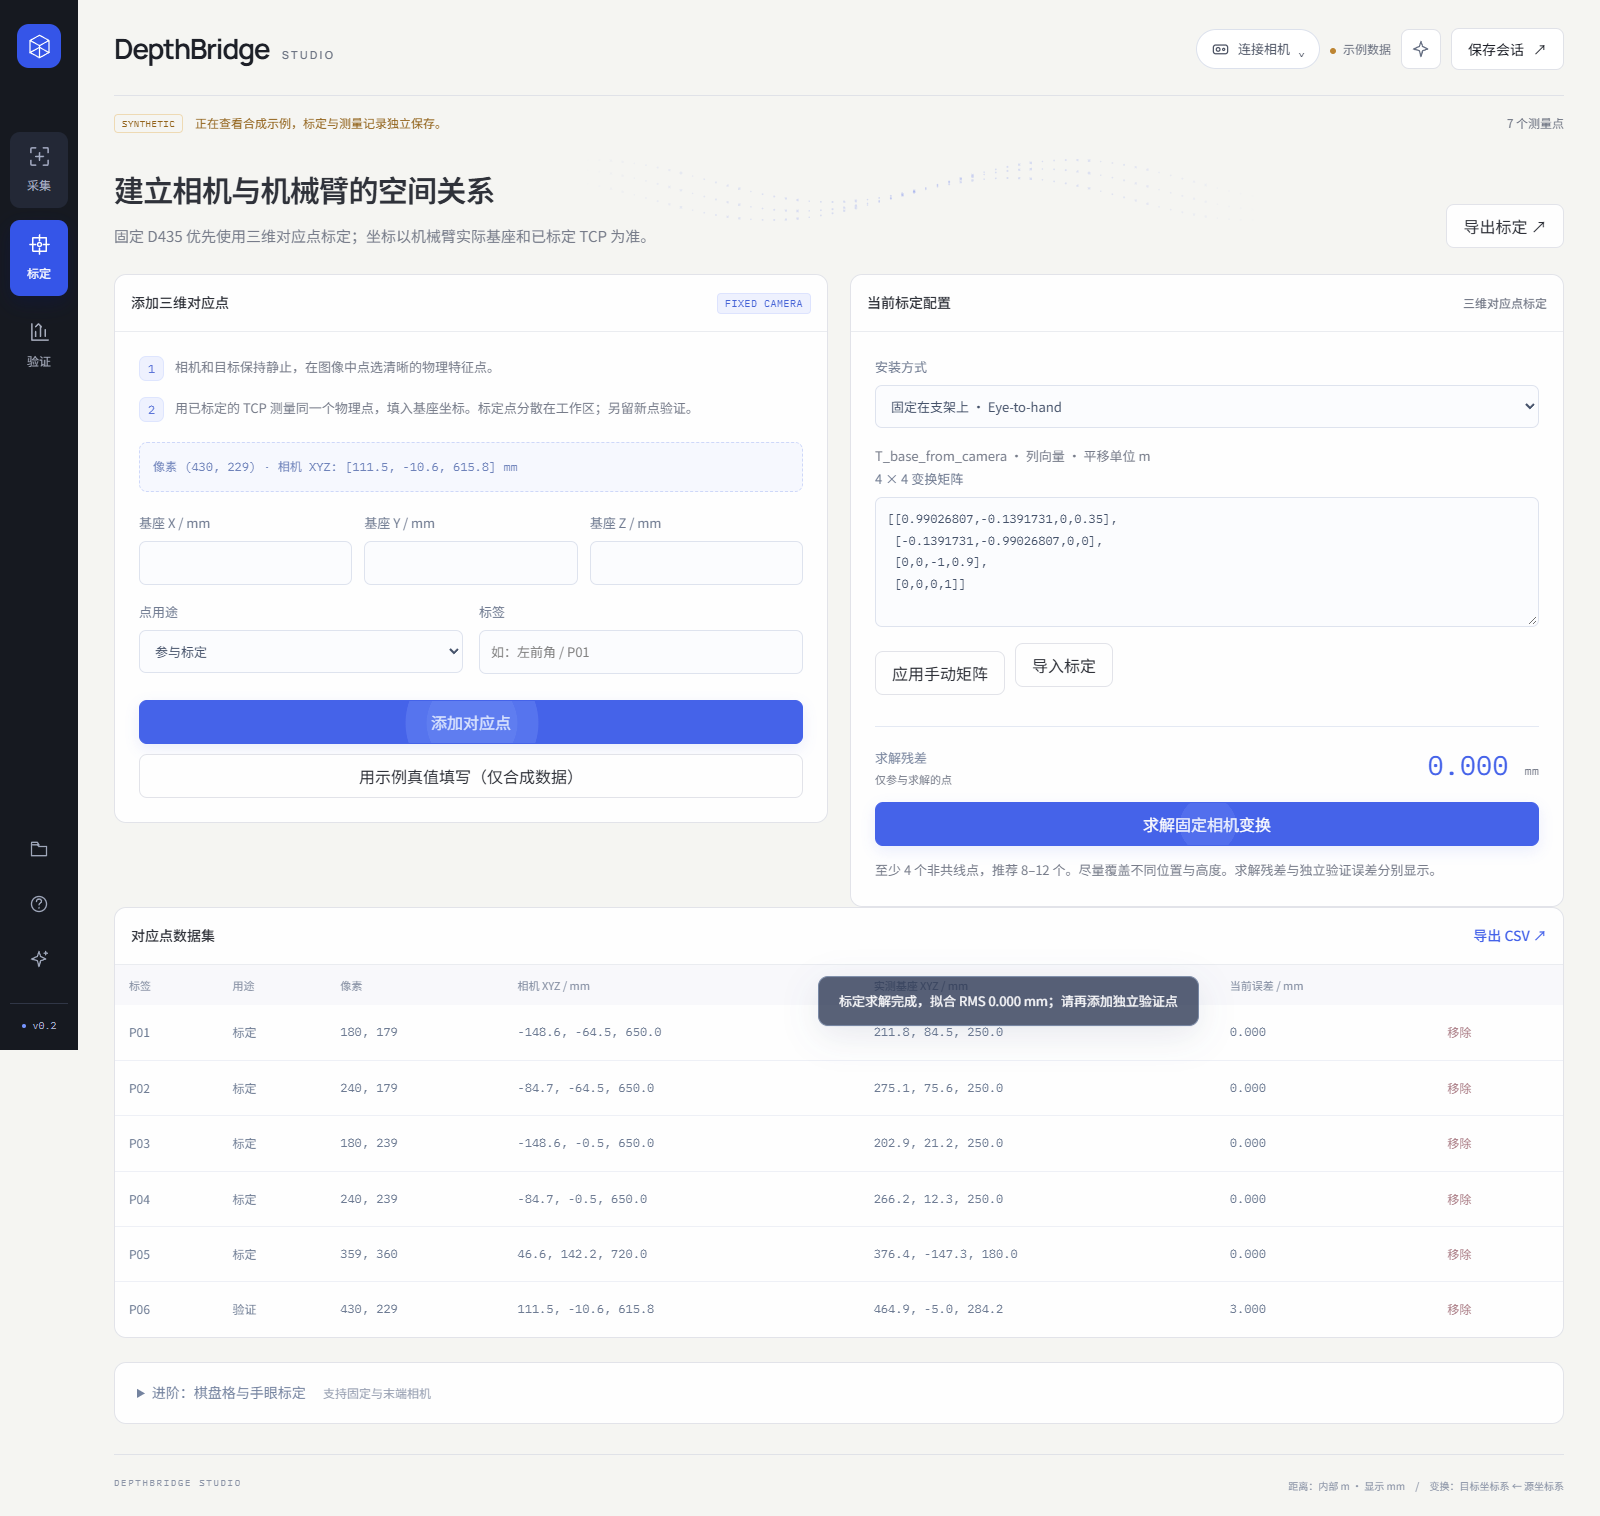 DepthBridge STUDIO
连接相机
示例数据
保存会话 ↗
SYNTHETIC 正在查看合成示例，标定与测量记录独立保存。
7 个测量点
采集
标定
验证
v0.2
建立相机与机械臂的空间关系
固定 D435 优先使用三维对应点标定；坐标以机械臂实际基座和已标定 TCP 为准。
导出标定 ↗
添加三维对应点
FIXED CAMERA
1 相机和目标保持静止，在图像中点选清晰的物理特征点。
2 用已标定的 TCP 测量同一个物理点，填入基座坐标。标定点分散在工作区；另留新点验证。
像素 (430, 229) · 相机 XYZ: [111.5, -10.6, 615.8] mm
基座 X / mm 基座 Y / mm 基座 Z / mm
点用途 标签
参与标定 如：左前角 / P01
添加对应点
用示例真值填写（仅合成数据）
当前标定配置 三维对应点标定
安装方式
固定在支架上 · Eye-to-hand
T_base_from_camera · 列向量 · 平移单位 m
4 × 4 变换矩阵
[[0.99026807,-0.1391731,0,0.35],
[-0.1391731,-0.99026807,0,0],
[0,0,-1,0.9],
[0,0,0,1]]
应用手动矩阵 导入标定
求解残差
仅参与求解的点
0.000 mm
求解固定相机变换
至少 4 个非共线点，推荐 8–12 个。尽量覆盖不同位置与高度。求解残差与独立验证误差分别显示。
对应点数据集 导出 CSV ↗
标签 用途 像素 相机 XYZ / mm 实测基座 XYZ / mm 当前误差 / mm
标定求解完成，拟合 RMS 0.000 mm；请再添加独立验证点
P01 标定 180, 179 -148.6, -64.5, 650.0 211.8, 84.5, 250.0 0.000 移除
P02 标定 240, 179 -84.7, -64.5, 650.0 275.1, 75.6, 250.0 0.000 移除
P03 标定 180, 239 -148.6, -0.5, 650.0 202.9, 21.2, 250.0 0.000 移除
P04 标定 240, 239 -84.7, -0.5, 650.0 266.2, 12.3, 250.0 0.000 移除
P05 标定 359, 360 46.6, 142.2, 720.0 376.4, -147.3, 180.0 0.000 移除
P06 验证 430, 229 111.5, -10.6, 615.8 464.9, -5.0, 284.2 3.000 移除
▶ 进阶：棋盘格与手眼标定 支持固定与末端相机
DEPTHBRIDGE STUDIO
距离：内部 m · 显示 mm / 变换：目标坐标系 ← 源坐标系